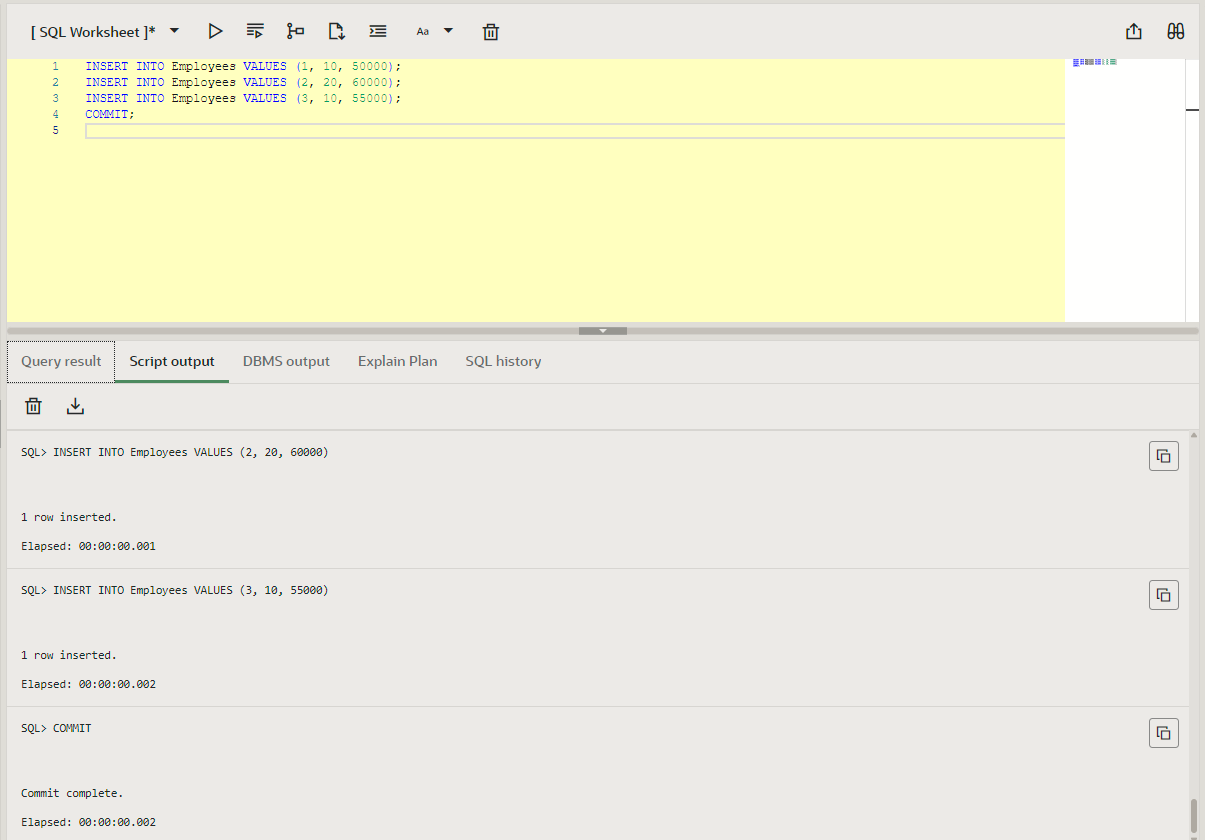 [ SQL Worksheet ]*
Aa
1 INSERT INTO Employees VALUES (1, 10, 50000);
2 INSERT INTO Employees VALUES (2, 20, 60000);
3 INSERT INTO Employees VALUES (3, 10, 55000);
4 COMMIT;
5
Query result Script output DBMS output Explain Plan SQL history
SQL> INSERT INTO Employees VALUES (2, 20, 60000)
1 row inserted.
Elapsed: 00:00:00.001
SQL> INSERT INTO Employees VALUES (3, 10, 55000)
1 row inserted.
Elapsed: 00:00:00.002
SQL> COMMIT
Commit complete.
Elapsed: 00:00:00.002